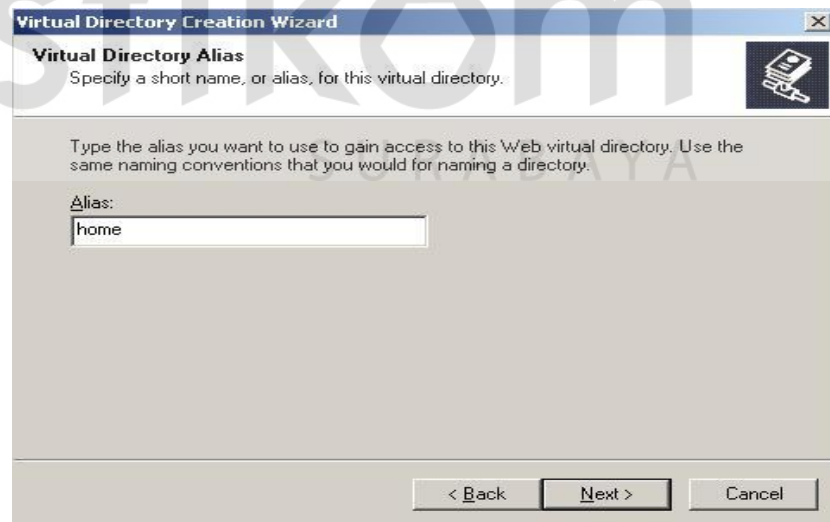 stikom
Virtual Directory Creation Wizard
Virtual Directory Alias
Specify a short name, or alias, for this virtual directory.
Type the alias you want to use to gain access to this Web virtual directory. Use the
same naming conventions that you would for naming a directory.
SURABAYA
Alias:
home
< Back
Next >
Cancel